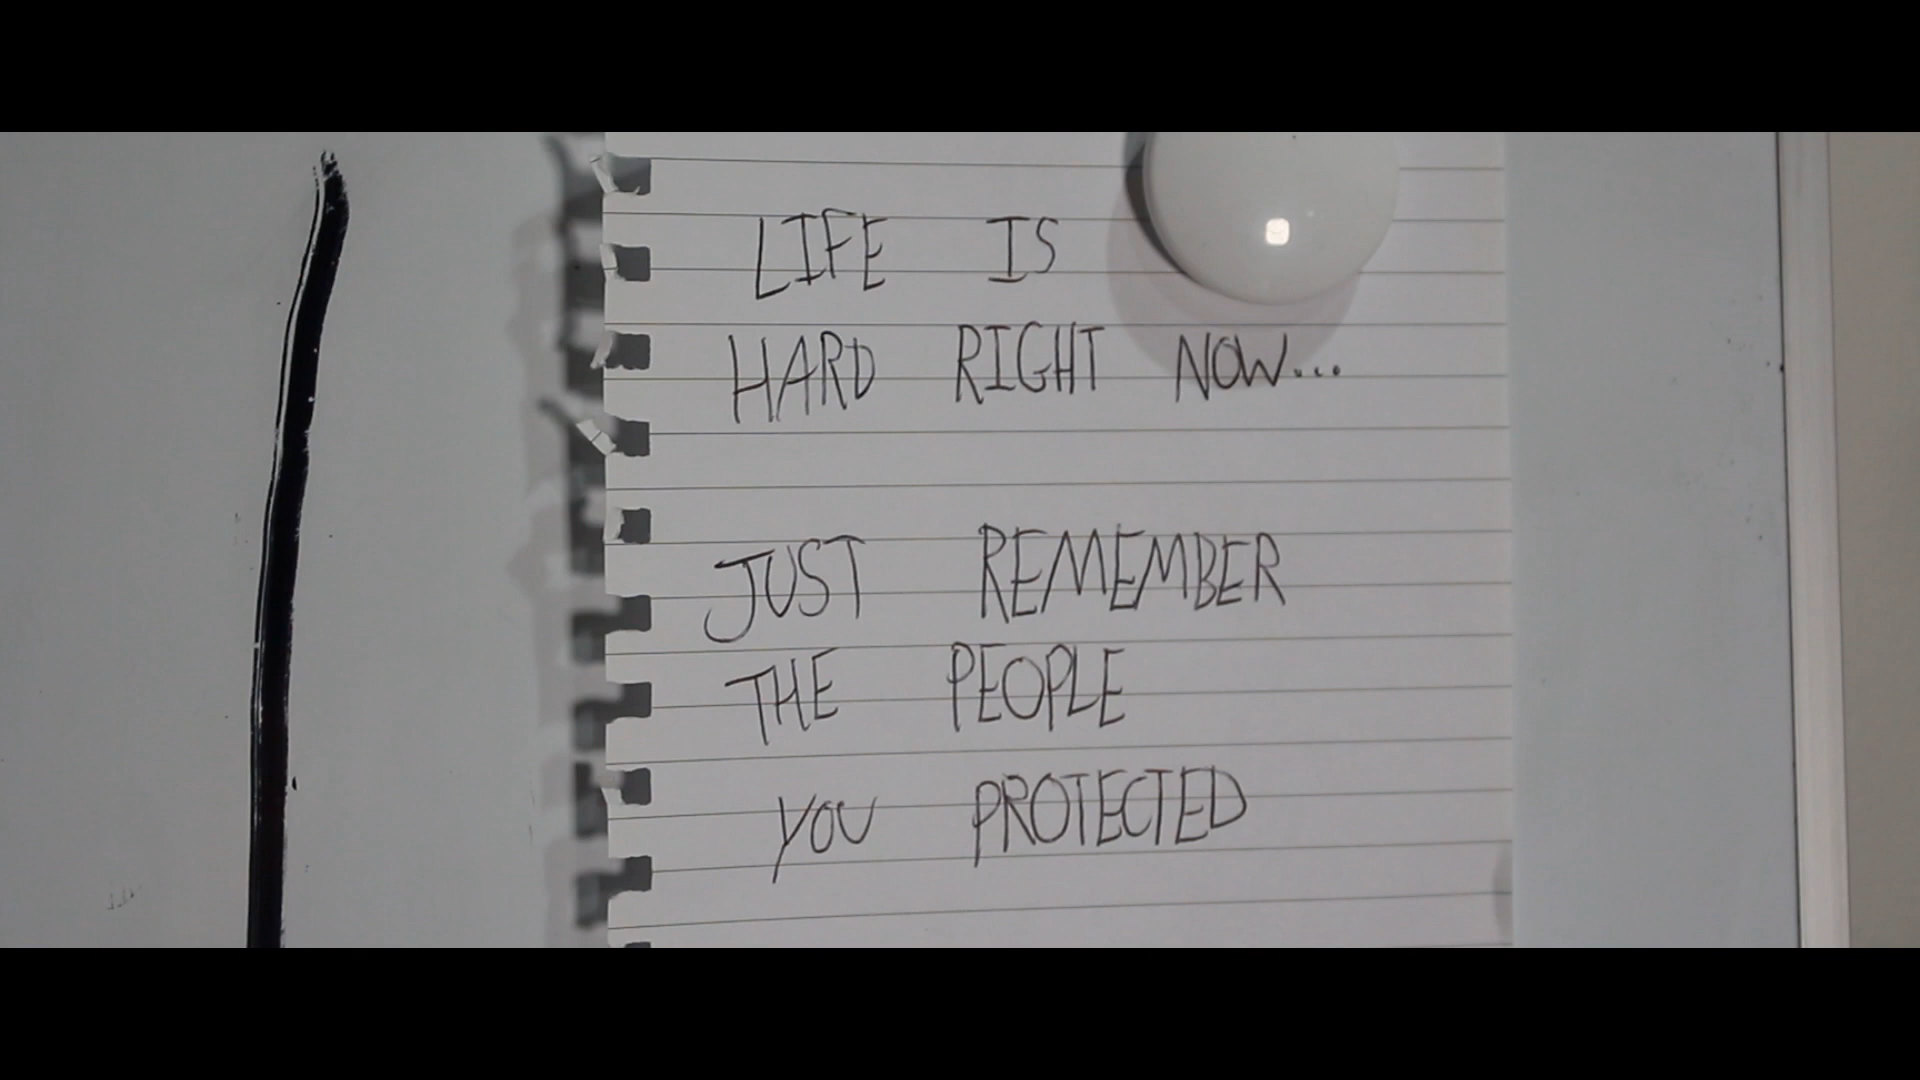 LIFE IS
HARD RIGHT NOW...
JUST REMEMBER
THE PEOPLE
YOU PROTECTED